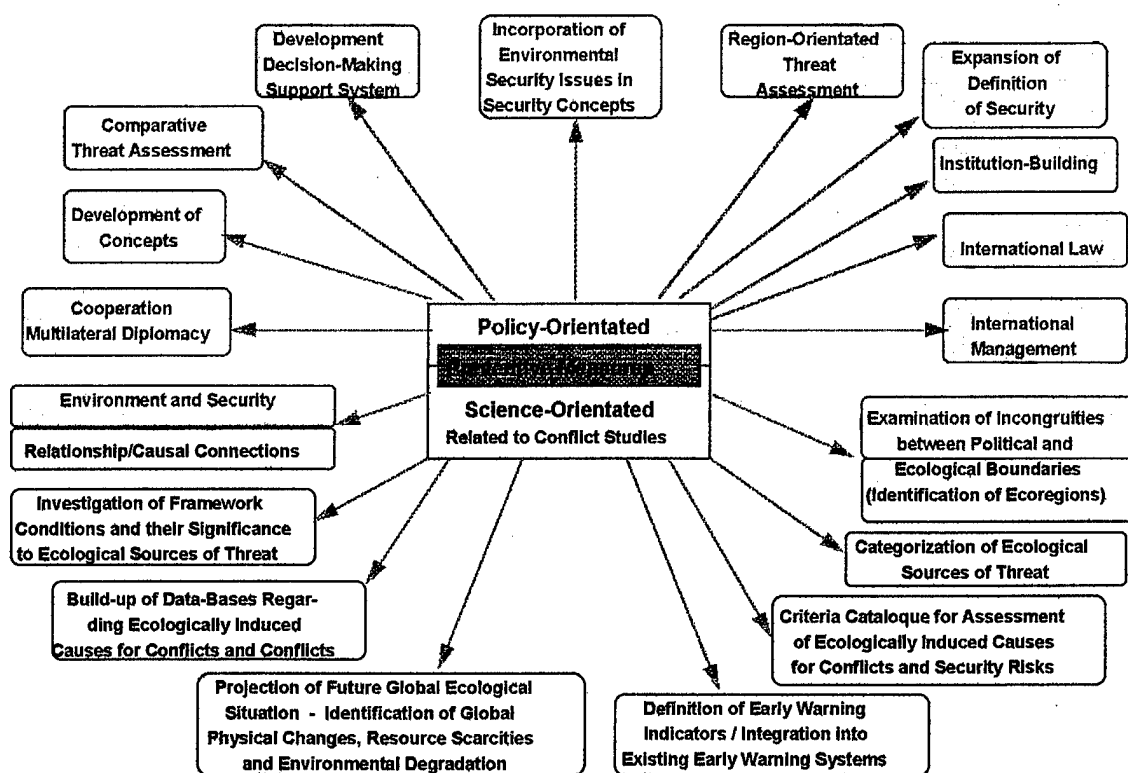 Development
Decision-Making
Support System
Incorporation of
Environmental
Security Issues in
Security Concepts
Region-Orientated
Threat
Assessment
Expansion of
Definition
of Security
Comparative
Threat Assessment
Institution-Building
Development of
Concepts
International Law
Cooperation
Multilateral Diplomacy
International
Management
Policy-Orientated
Preventive Measures
Science-Orientated
Related to Conflict Studies
Environment and Security
Relationship/Causal Connections
Examination of Incongruities
between Political and
Ecological Boundaries
(Identification of Ecoregions)
Investigation of Framework
Conditions and their Significance
to Ecological Sources of Threat
Categorization of Ecological
Sources of Threat
Build-up of Data-Bases Regar-
ding Ecologically Induced
Causes for Conflicts and Conflicts
Criteria Catalogue for Assessment
of Ecologically Induced Causes
for Conflicts and Security Risks
Projection of Future Global Ecological
Situation - Identification of Global
Physical Changes, Resource Scarcities
and Environmental Degradation
Definition of Early Warning
Indicators / Integration into
Existing Early Warning Systems